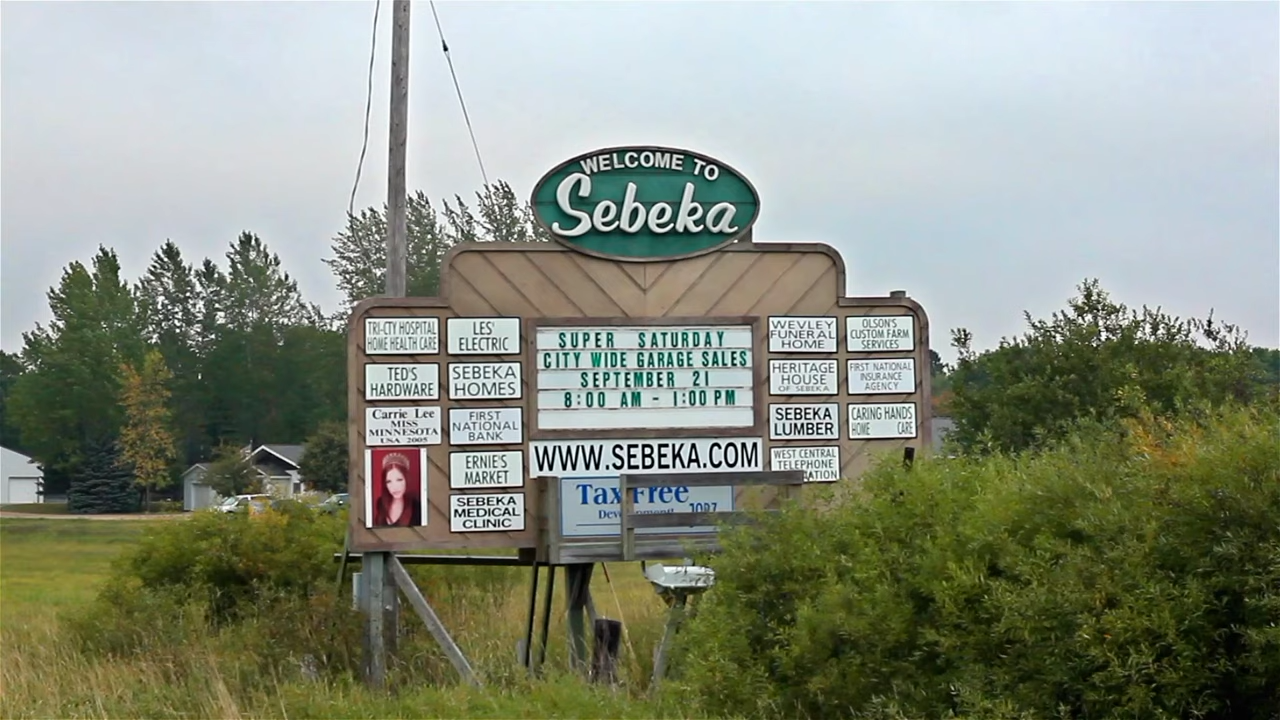 WELCOME TO
Sebeka
TRI-CTY HOSPITAL
HOME HEALTH CARE
LES'
ELECTRIC
TED'S
HARDWARE
SEBEKA
HOMES
Carrie Lee
MISS
MINNESOTA
USA 2005
FIRST
NATIONAL
BANK
ERNIE'S
MARKET
SEBEKA
MEDICAL
CLINIC
SUPER SATURDAY
CITY WIDE GARAGE SALES
SEPTEMBER 21
8:00 AM - 1:00 PM
WWW.SEBEKA.COM
Tax Free
WEVLEY
FUNERAL
HOME
OLSON'S
CUSTOM FARM
SERVICES
HERITAGE
HOUSE
OF SEBEKA
FIRST NATIONAL
INSURANCE
AGENCY
SEBEKA
LUMBER
CARING HANDS
HOME CARE
WEST CENTRAL
TELEPHONE